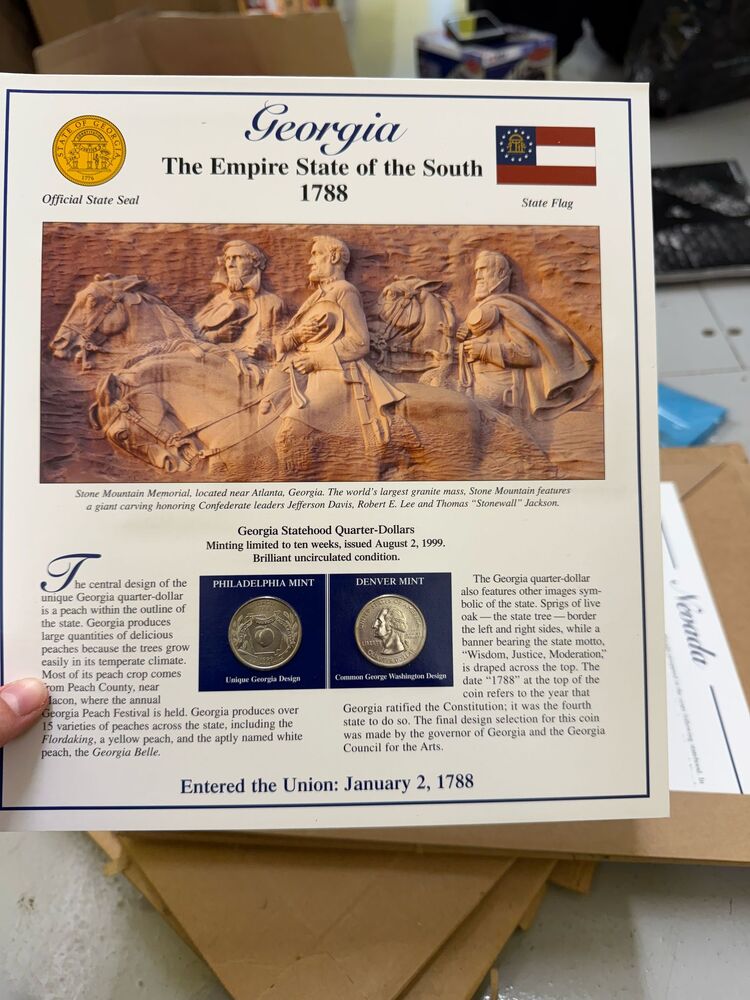 Georgia
The Empire State of the South
1788
STATE OF GEORGIA
1776
Official State Seal
State Flag
Stone Mountain Memorial, located near Atlanta, Georgia. The world's largest granite mass, Stone Mountain features
a giant carving honoring Confederate leaders Jefferson Davis, Robert E. Lee and Thomas "Stonewall" Jackson.
Georgia Statehood Quarter-Dollars
Minting limited to ten weeks, issued August 2, 1999.
Brilliant uncirculated condition.
The central design of the
unique Georgia quarter-dollar
is a peach within the outline of
the state. Georgia produces
large quantities of delicious
peaches because the trees grow
easily in its temperate climate.
Most of its peach crop comes
from Peach County, near
Macon, where the annual
Georgia Peach Festival is held. Georgia produces over
15 varieties of peaches across the state, including the
Flordaking, a yellow peach, and the aptly named white
peach, the Georgia Belle.
PHILADELPHIA MINT
Unique Georgia Design
DENVER MINT
Common George Washington Design
The Georgia quarter-dollar
also features other images sym-
bolic of the state. Sprigs of live
oak — the state tree — border
the left and right sides, while a
banner bearing the state motto,
"Wisdom, Justice, Moderation,"
is draped across the top. The
date "1788" at the top of the
coin refers to the year that
Georgia ratified the Constitution; it was the fourth
state to do so. The final design selection for this coin
was made by the governor of Georgia and the Georgia
Council for the Arts.
Entered the Union: January 2, 1788
Nevada